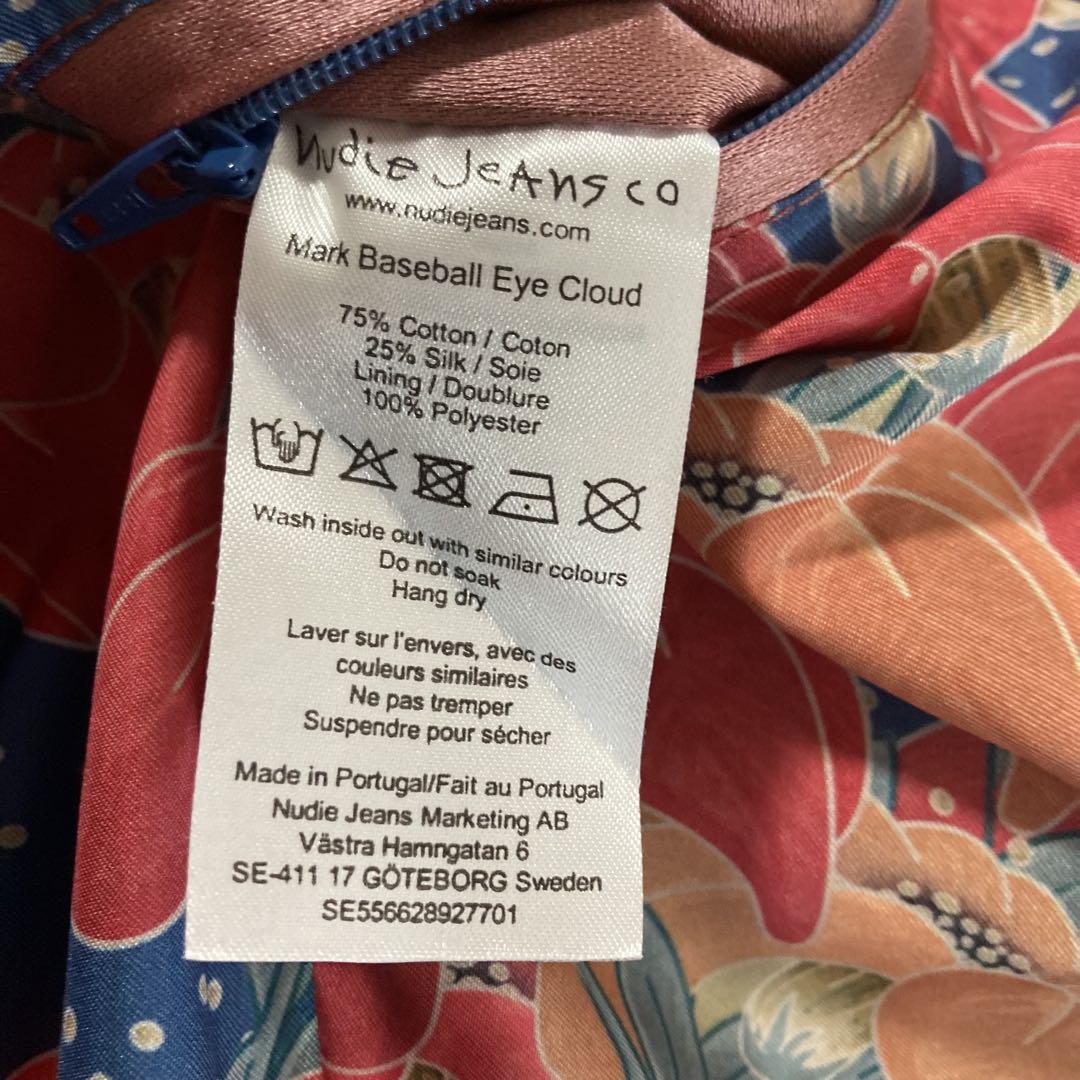 nudie jeans co
www.nudiejeans.com
Mark Baseball Eye Cloud
75% Cotton / Coton
25% Silk / Soie
Lining / Doublure
100% Polyester
Wash inside out with similar colours
Do not soak
Hang dry
Laver sur l'envers, avec des
couleurs similaires
Ne pas tremper
Suspendre pour sécher
Made in Portugal/Fait au Portugal
Nudie Jeans Marketing AB
Västra Hamngatan 6
SE-411 17 GÖTEBORG Sweden
SE556628927701